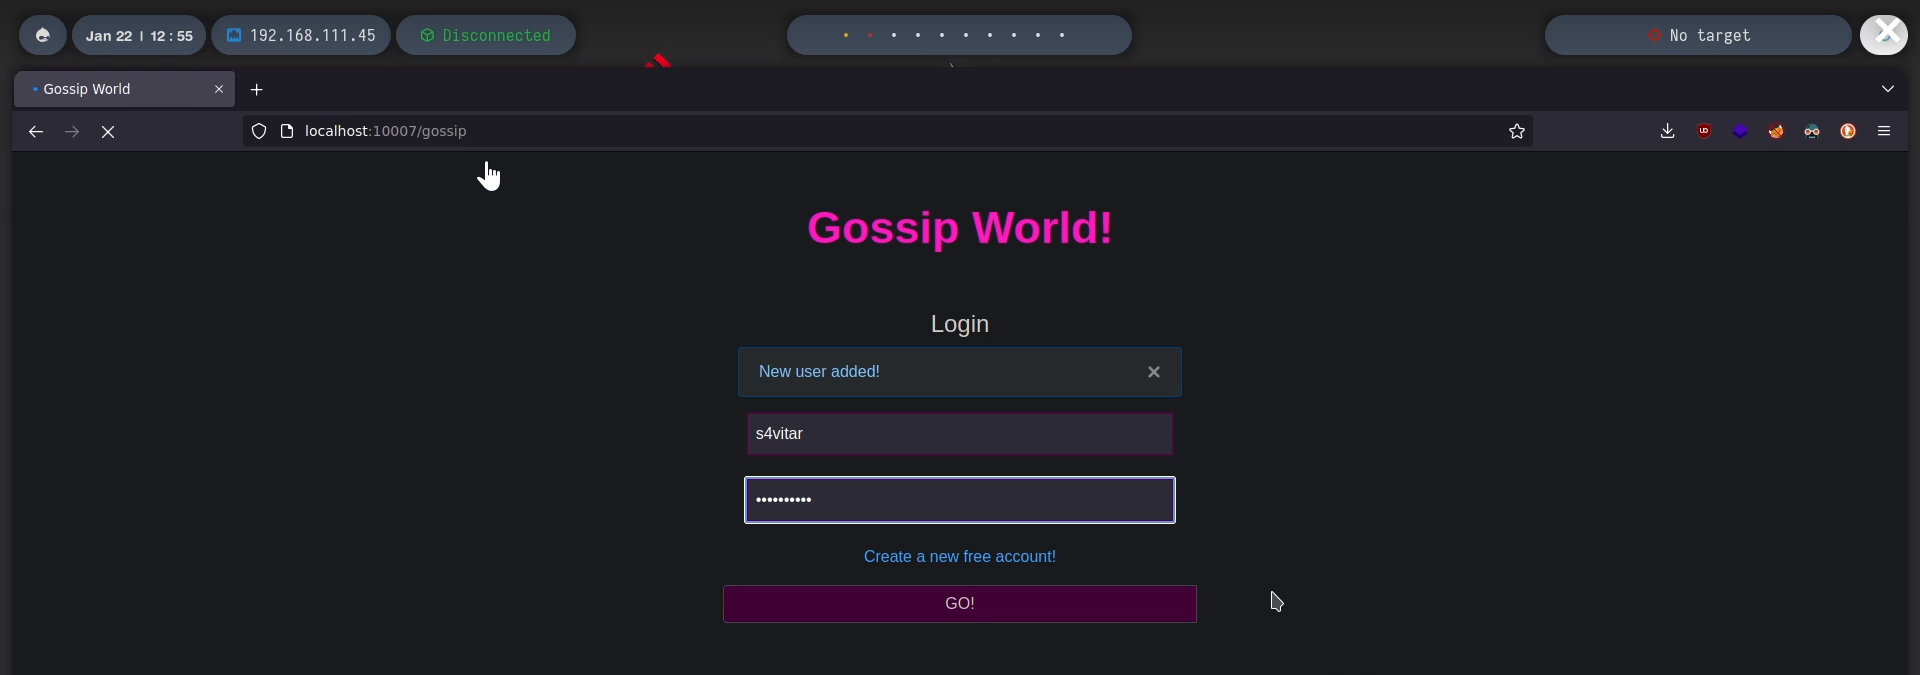 Jan 22 | 12:55
192.168.111.45
Disconnected
No target
Gossip World
localhost:10007/gossip
Gossip World!
Login
New user added!
s4vitar
••••••••••
Create a new free account!
GO!